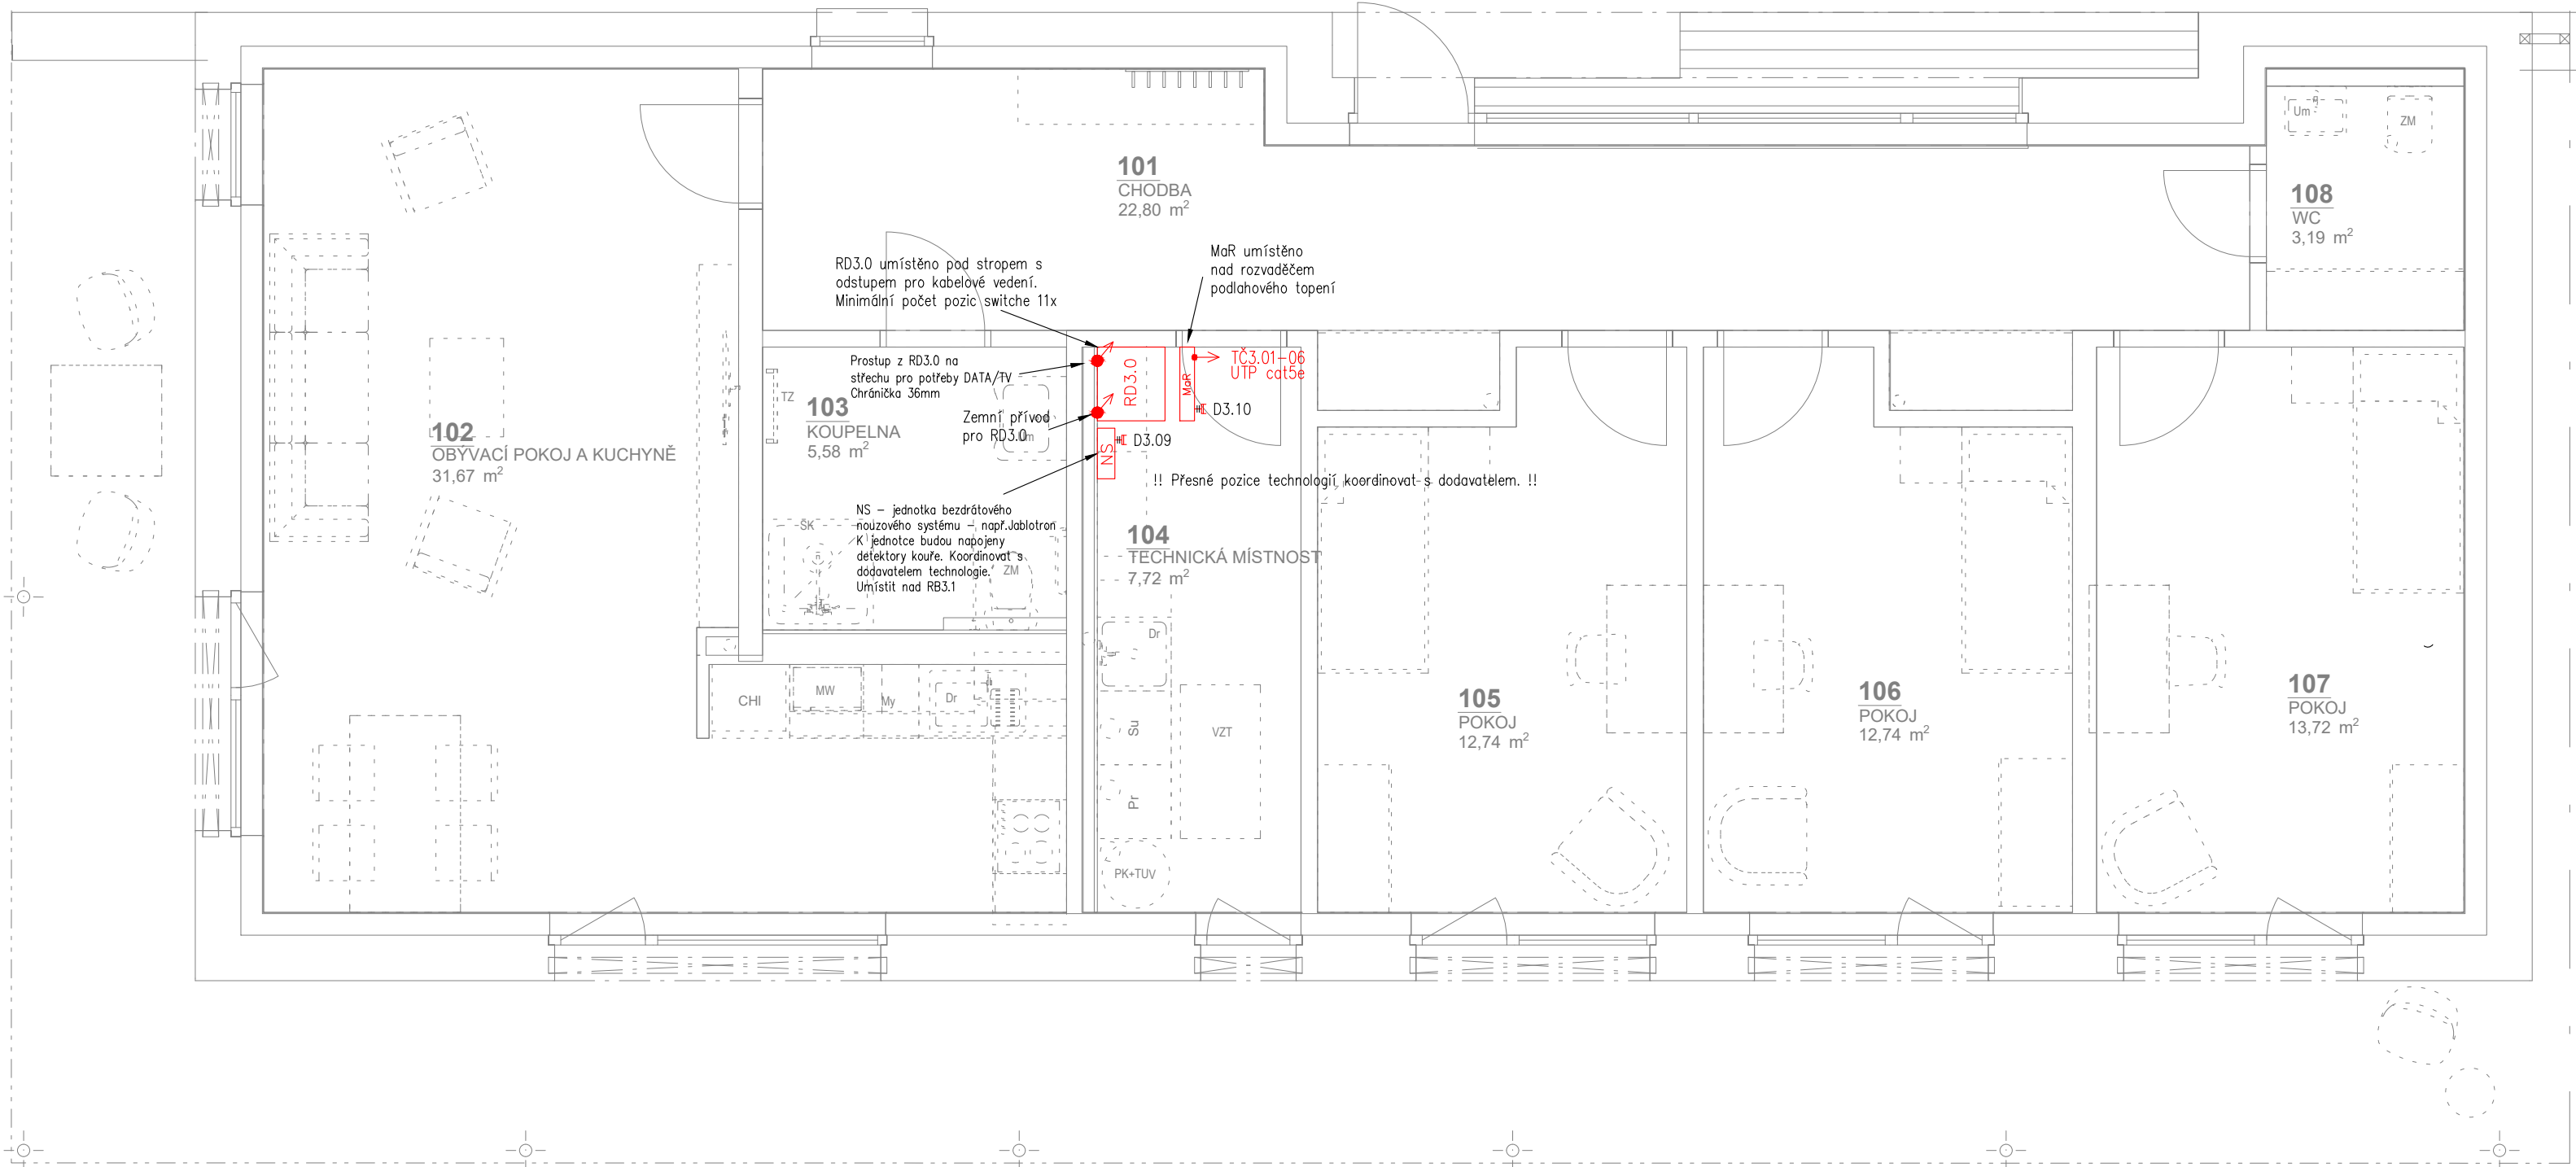 101
CHODBA
22,80 m²
Um
ZM
108
WC
3,19 m²
RD3.0 umístěno pod stropem s
odstupem pro kabelové vedení.
Minimální počet pozic switche 11x
MaR umístěno
nad rozvaděčem
podlahového topení
Prostup z RD3.0 na
střechu pro potřeby DATA/TV
Chránička 36mm
RD3.0
MaR
TČ3.01-06
UTP cat5e
D3.10
TZ
103
KOUPELNA
5,58 m²
Zemní přívod
pro RD3.0
Um
NS
D3.09
102
OBÝVACÍ POKOJ A KUCHYNĚ
31,67 m²
!! Přesné pozice technologií koordinovat s dodavatelem. !!
NS – jednotka bezdrátového
nouzového systému – např.Jablotron
K jednotce budou napojeny
detektory kouře. Koordinovat s
dodavatelem technologie.
Umístit nad RB3.1
ŠK
ZM
104
TECHNICKÁ MÍSTNOST
7,72 m²
Dr
CHl
MW
My
Dr
Su
VZT
Pr
PK+TUV
105
POKOJ
12,74 m²
106
POKOJ
12,74 m²
107
POKOJ
13,72 m²